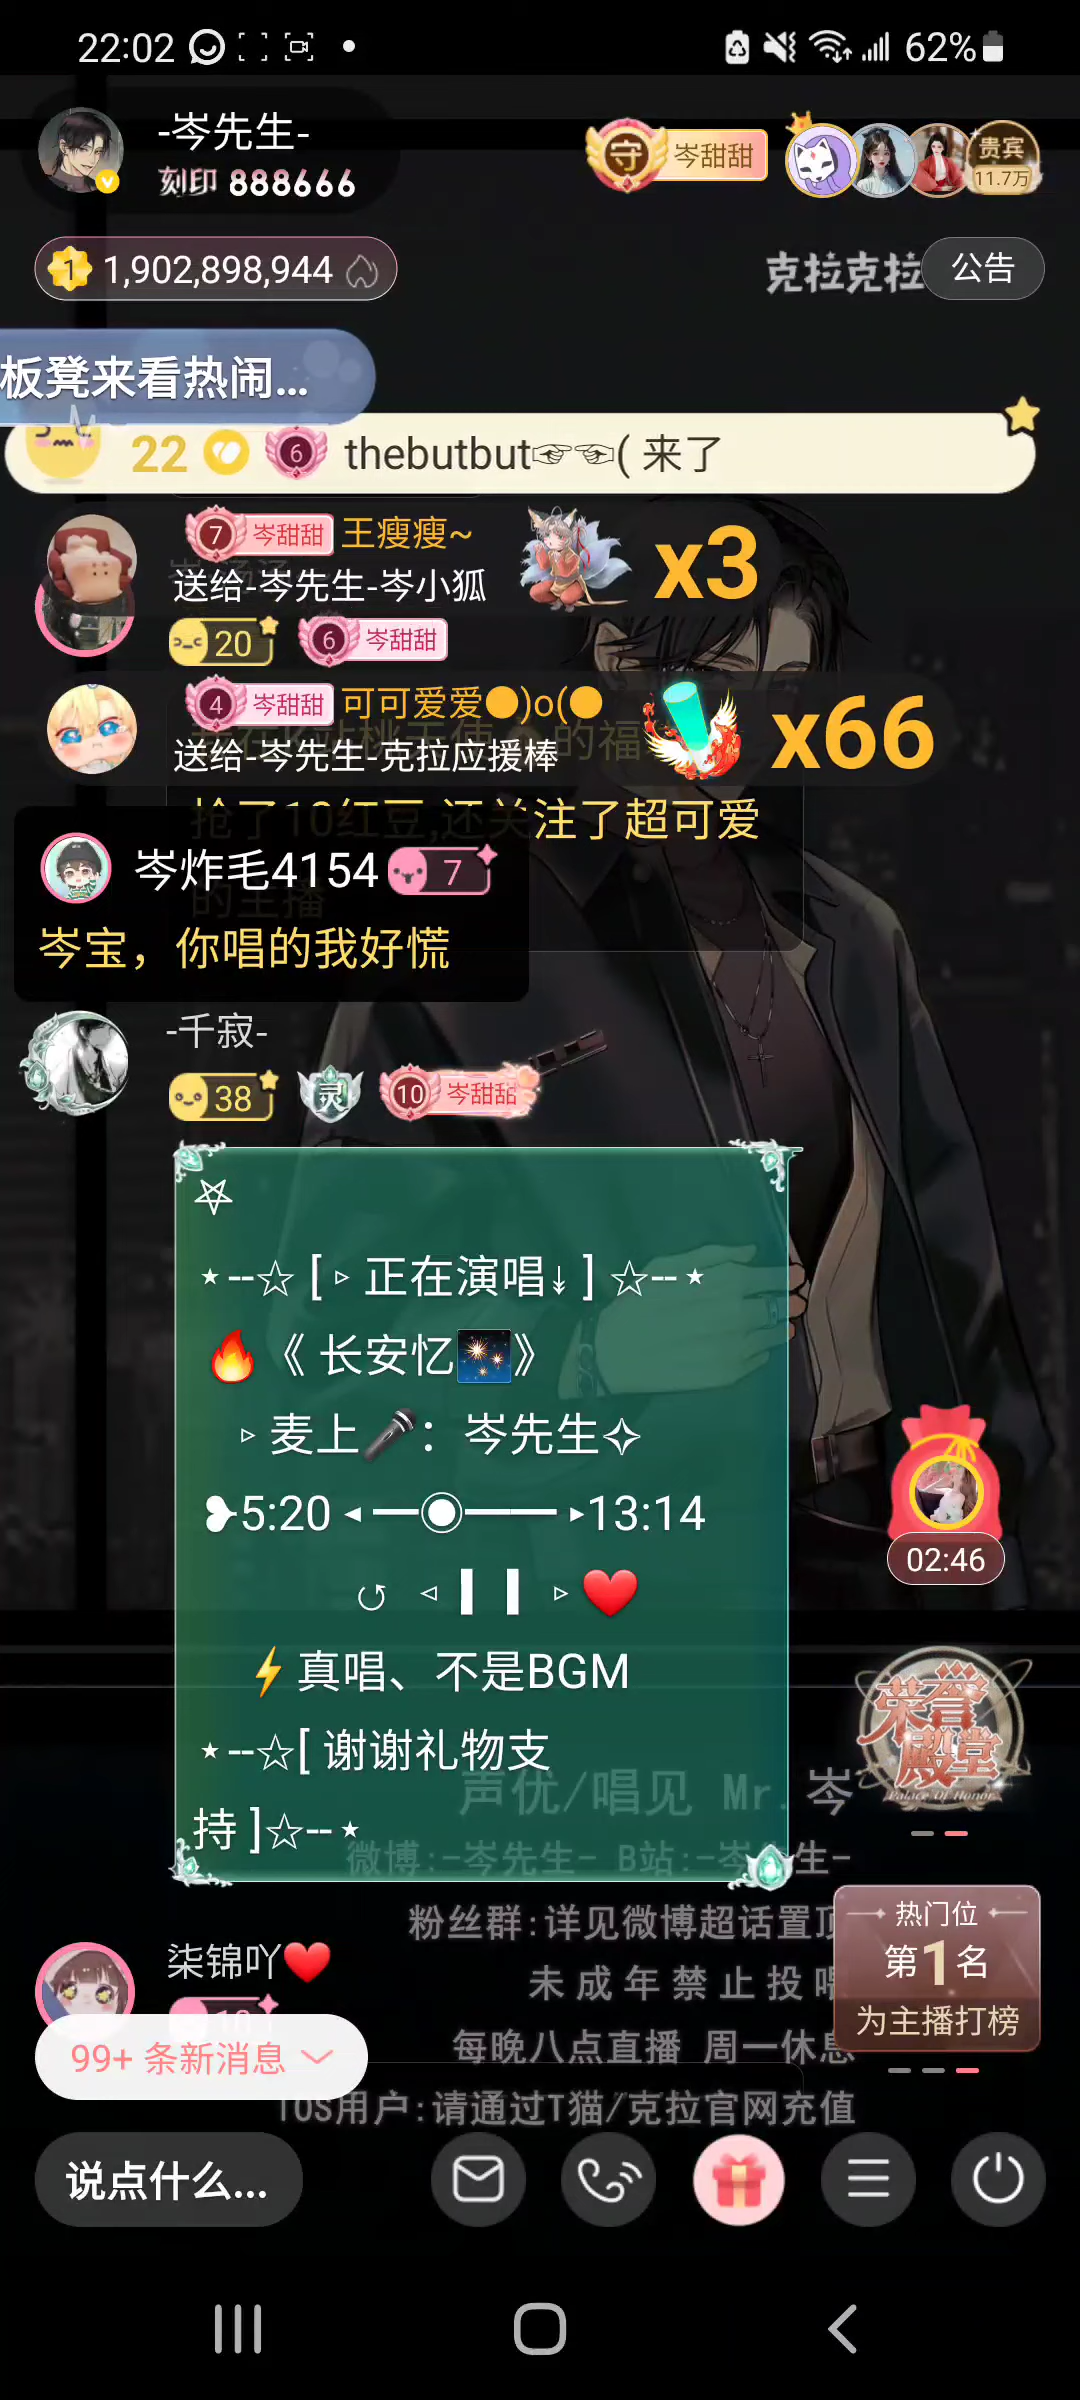 22:02
62%
-岑先生-
刻印 888666
守 岑甜甜
贵宾
11.7万
1 1,902,898,944
克拉克拉
公告
板凳来看热闹...
22 6 thebutbut☞☜( 来了
7 岑甜甜 王瘦瘦~
送给-岑先生-岑小狐
x3
20 6 岑甜甜
4 岑甜甜 可可爱爱●)o(●
送给-岑先生-克拉应援棒
x66
抢了10红豆,还关注了超可爱
的主播
岑炸毛4154 7
岑宝，你唱的我好慌
-千寂-
38 灵 10 岑甜甜
⛧
⋆--☆ [ ▹ 正在演唱↡ ] ☆--⋆
🔥《 长安忆🎇》
▹ 麦上🎤：岑先生✧
❥5:20 ◂ ━━◉━━━━ ▸13:14
↺ ◃ ▎▎ ▹ ❤️
⚡真唱、不是BGM
⋆--☆[ 谢谢礼物支
持 ]☆--⋆
02:46
荣誉殿堂
Palace Of Honor
声优/唱见 Mr.岑
微博:-岑先生- B站:-岑先生-
粉丝群:详见微博超话置顶
未成年禁止投喂
每晚八点直播 周一休息
IOS用户:请通过T猫/克拉官网充值
热门位
第1名
为主播打榜
柒锦吖❤️
99+ 条新消息
说点什么...